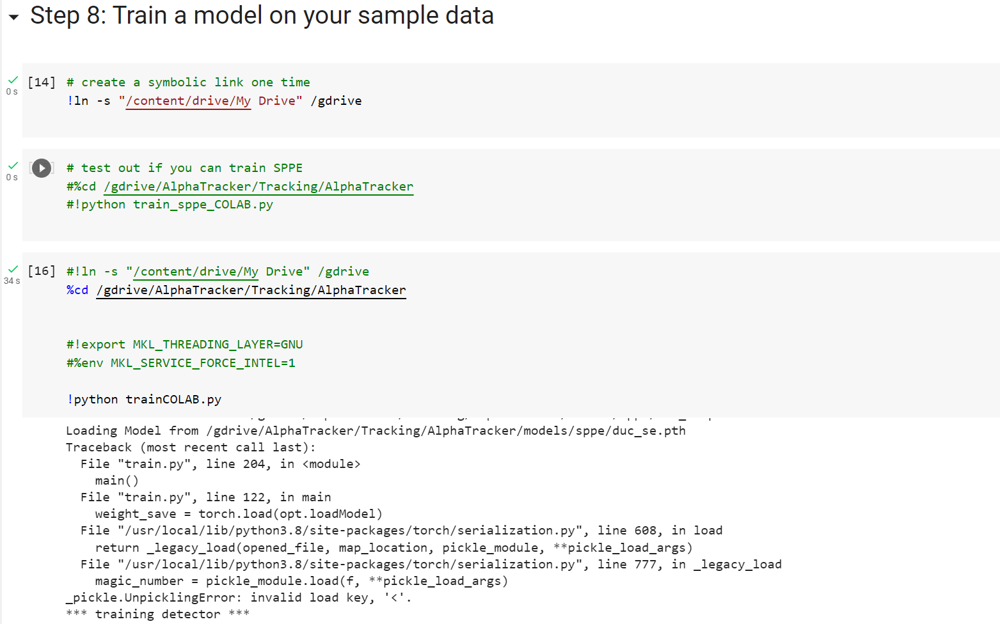 Step 8: Train a model on your sample data
[14] # create a symbolic link one time
0 s
!ln -s "/content/drive/My Drive" /gdrive
# test out if you can train SPPE
0 s
#%cd /gdrive/AlphaTracker/Tracking/AlphaTracker
#!python train_sppe_COLAB.py
[16] #!ln -s "/content/drive/My Drive" /gdrive
34 s
%cd /gdrive/AlphaTracker/Tracking/AlphaTracker
#!export MKL_THREADING_LAYER=GNU
#%env MKL_SERVICE_FORCE_INTEL=1
!python trainCOLAB.py
Loading Model from /gdrive/AlphaTracker/Tracking/AlphaTracker/models/sppe/duc_se.pth
Traceback (most recent call last):
  File "train.py", line 204, in <module>
    main()
  File "train.py", line 122, in main
    weight_save = torch.load(opt.loadModel)
  File "/usr/local/lib/python3.8/site-packages/torch/serialization.py", line 608, in load
    return _legacy_load(opened_file, map_location, pickle_module, **pickle_load_args)
  File "/usr/local/lib/python3.8/site-packages/torch/serialization.py", line 777, in _legacy_load
    magic_number = pickle_module.load(f, **pickle_load_args)
_pickle.UnpicklingError: invalid load key, '<'.
*** training detector ***